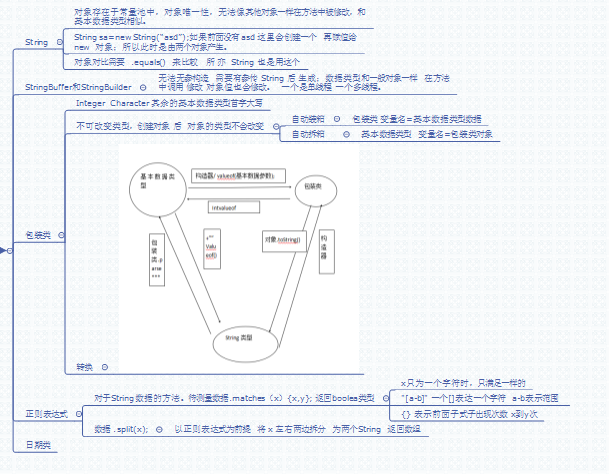 对象存在于常量池中，对象唯一性，无法像其他对象一样在方法中被修改，和
基本数据类型相似。
String
String sa=new String("asd");如果前面没有asd 这里会创建一个 再赋值给
new 对象；所以此时是由两个对象产生。
对象对比需要 .equals() 来比较 所 亦 String 也是用这个
StringBuffer和StringBuilder
无法无参构造 需要有参传 String 后 生成；数据类型和一般对象一样 在方法
中调用 修改 对象值也会修改。 一个是单线程 一个多线程。
Integer Character 其余的基本数据类型首字大写
不可改变类型，创建对象 后 对象的类型不会改变
自动装箱
包装类 变量名=基本数据类型数据
自动拆箱
基本数据类型 变量名=包装类对象
包装类
基本数据类
型
构造器/ valueof(基本数据参数);
包装类
intvalueof
包
装
类.p
arse
***
+""
Valu
eof()
对象.tostring()
构
造
器
String 类型
转换
正则表达式
对于String 数据的方法。待测量数据.matches（x）{x,y}; 返回boolea类型
x只为一个字符时，只满足一样的
"[a-b]" 一个[]表达一个字符 a-b表示范围
{} 表示前面子式子出现次数 x到y次
数据 .split(x);
以正则表达式为前提 将 x 左右两边拆分 为两个String 返回数组
日期类